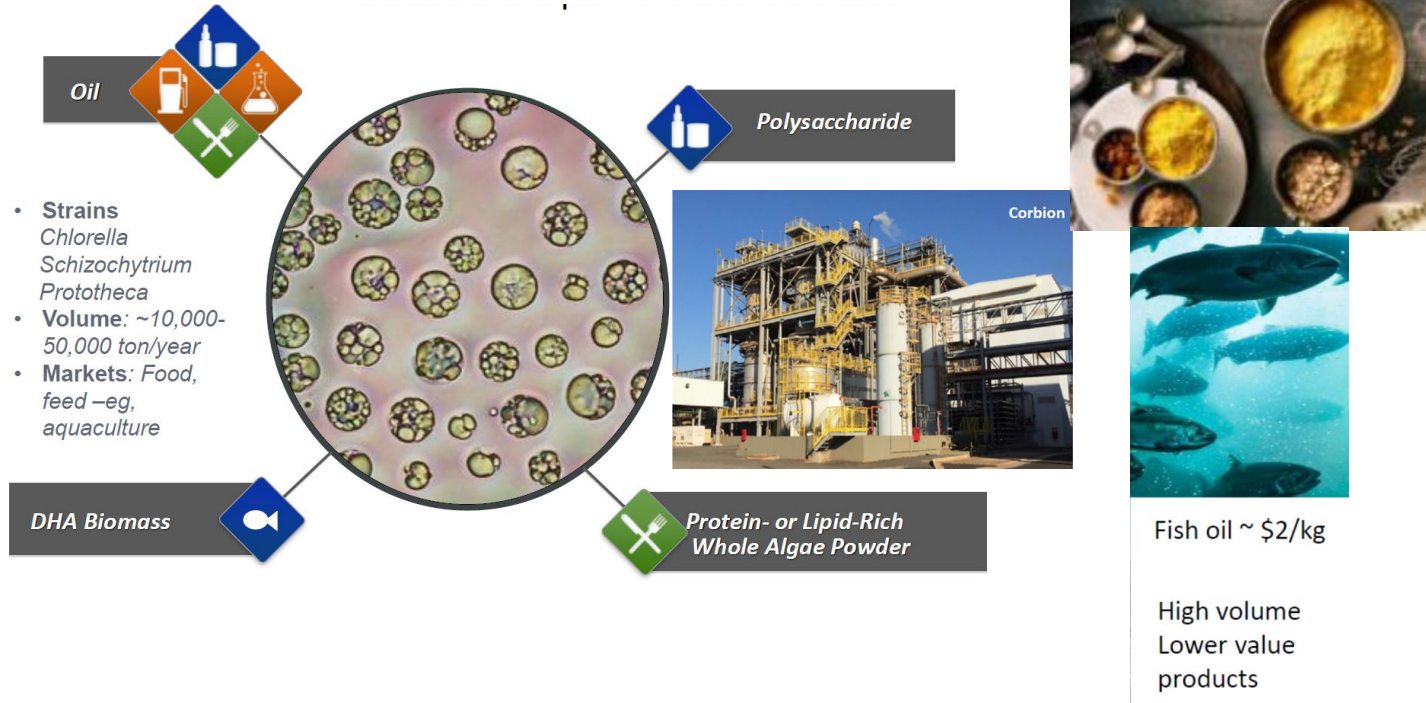 Oil
Polysaccharide
Corbion
• Strains
Chlorella
Schizochytrium
Prototheca
• Volume: ~10,000-
50,000 ton/year
• Markets: Food,
feed –eg,
aquaculture
DHA Biomass
Protein- or Lipid-Rich
Whole Algae Powder
Fish oil ~ $2/kg
High volume
Lower value
products